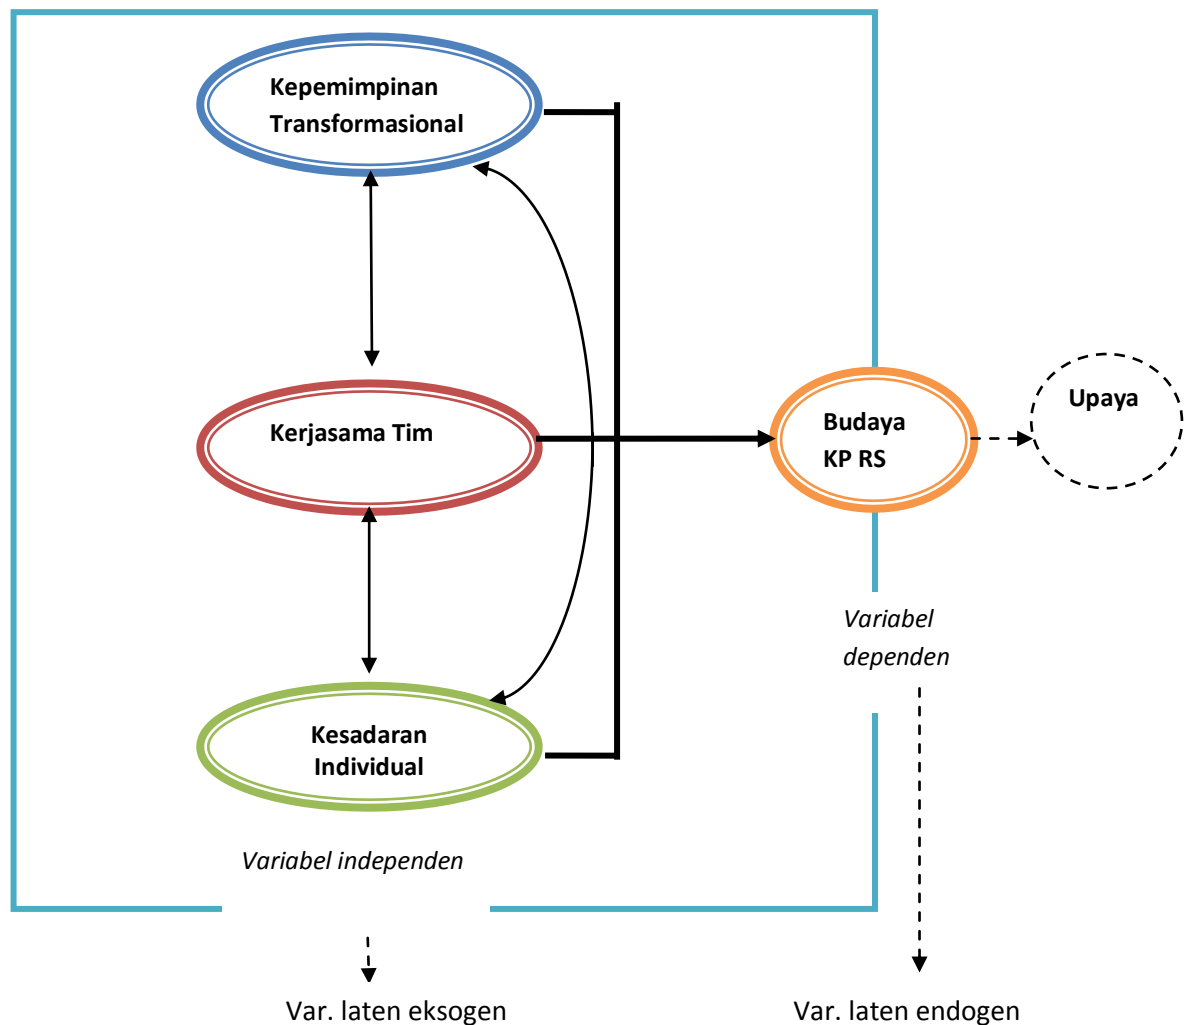 Kepemimpinan
Transformasional
Kerjasama Tim
Budaya
KP RS
Upaya
Variabel
dependen
Kesadaran
Individual
Variabel independen
Var. laten eksogen
Var. laten endogen